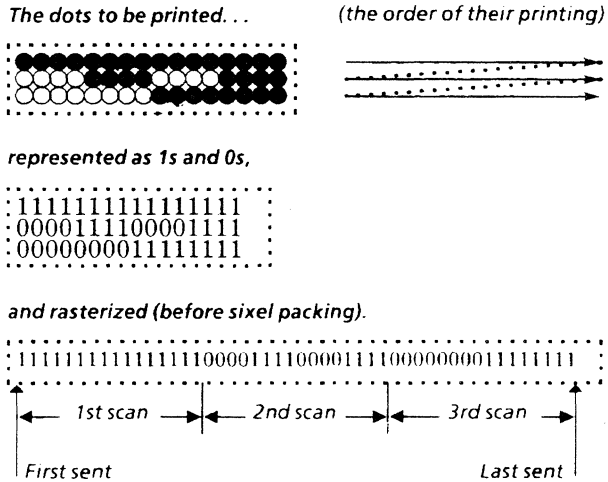 The dots to be printed. . .
(the order of their printing)
represented as 1s and 0s,
1111111111111111
0000111100001111
0000000011111111
and rasterized (before sixel packing).
111111111111111100001111000011110000000011111111
1st scan 2nd scan 3rd scan
First sent Last sent